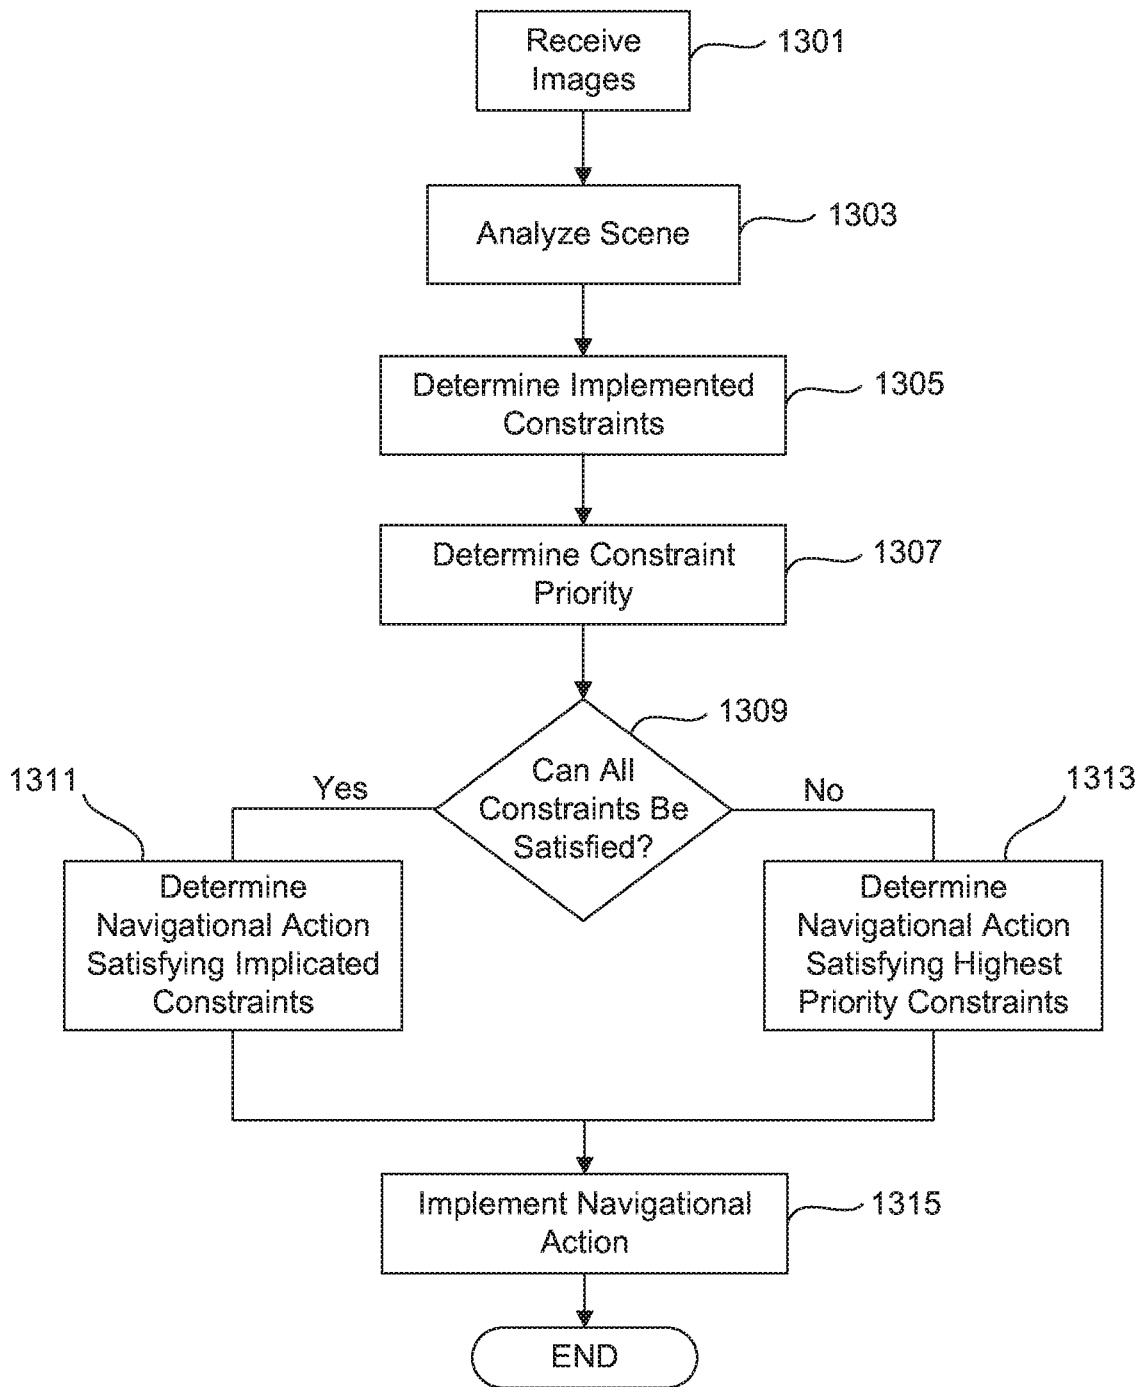 Receive
Images
1301
Analyze Scene
1303
Determine Implemented
Constraints
1305
Determine Constraint
Priority
1307
Can All
Constraints Be
Satisfied?
1309
Yes
No
1311
Determine
Navigational Action
Satisfying Implicated
Constraints
1313
Determine
Navigational Action
Satisfying Highest
Priority Constraints
Implement Navigational
Action
1315
END